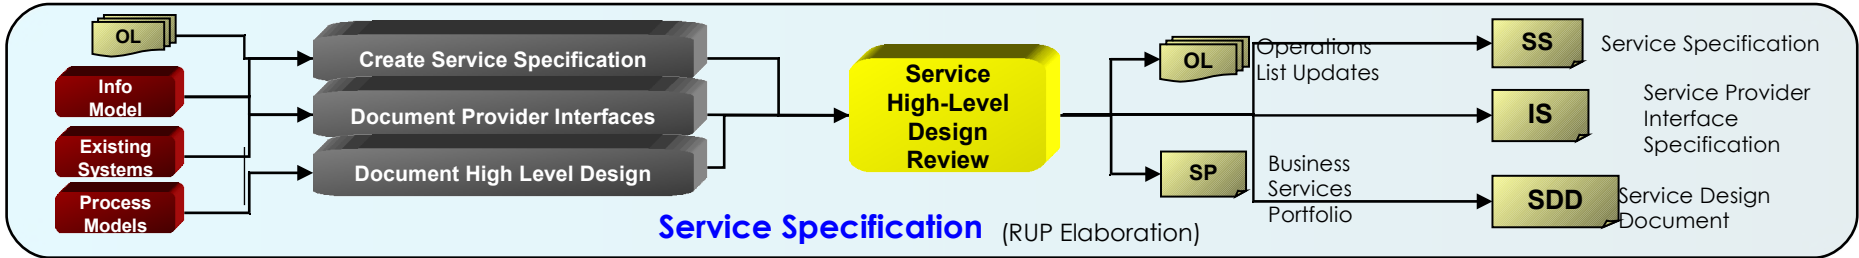 OL
Info
Model
Existing
Systems
Process
Models
Create Service Specification
Document Provider Interfaces
Document High Level Design
Service
High-Level
Design
Review
OL
Operations
List Updates
SP
Business
Services
Portfolio
SS
Service Specification
IS
Service Provider
Interface
Specification
SDD
Service Design
Document
Service Specification (RUP Elaboration)